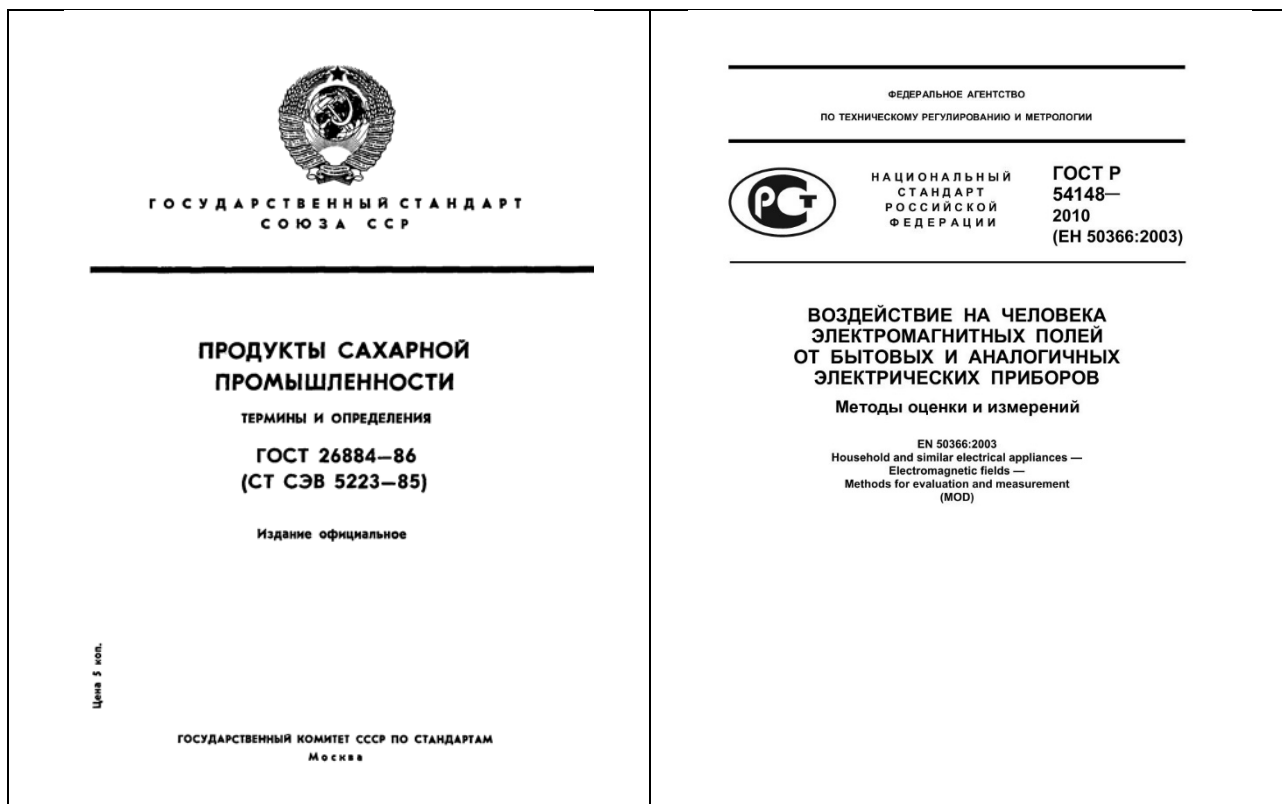 ГОСУДАРСТВЕННЫЙ СТАНДАРТ
СОЮЗА ССР
ПРОДУКТЫ САХАРНОЙ
ПРОМЫШЛЕННОСТИ
ТЕРМИНЫ И ОПРЕДЕЛЕНИЯ
ГОСТ 26884—86
(СТ СЭВ 5223—85)
Издание официальное
Цена 5 коп.
ГОСУДАРСТВЕННЫЙ КОМИТЕТ СССР ПО СТАНДАРТАМ
Москва
ФЕДЕРАЛЬНОЕ АГЕНТСТВО
ПО ТЕХНИЧЕСКОМУ РЕГУЛИРОВАНИЮ И МЕТРОЛОГИИ
РСТ
НАЦИОНАЛЬНЫЙ
СТАНДАРТ
РОССИЙСКОЙ
ФЕДЕРАЦИИ
ГОСТ Р
54148—
2010
(ЕН 50366:2003)
ВОЗДЕЙСТВИЕ НА ЧЕЛОВЕКА
ЭЛЕКТРОМАГНИТНЫХ ПОЛЕЙ
ОТ БЫТОВЫХ И АНАЛОГИЧНЫХ
ЭЛЕКТРИЧЕСКИХ ПРИБОРОВ
Методы оценки и измерений
EN 50366:2003
Household and similar electrical appliances —
Electromagnetic fields —
Methods for evaluation and measurement
(MOD)